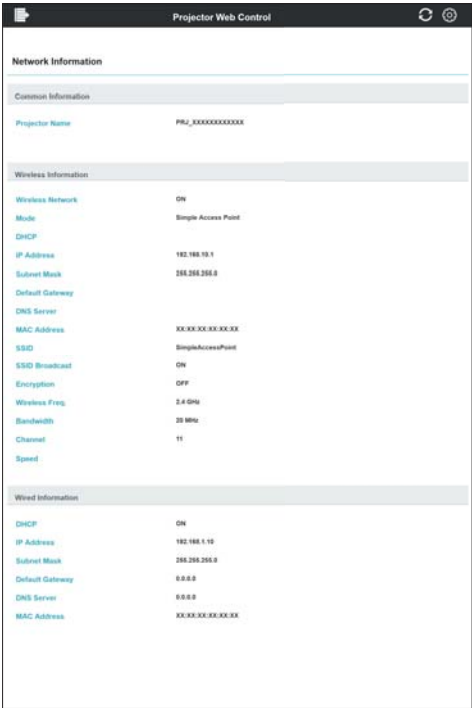 Projector Web Control
Network Information
Common Information
Projector Name PRJ_XXXXXXXXXXXX
Wireless Information
Wireless Network ON
Mode Simple Access Point
DHCP
IP Address 192.168.10.1
Subnet Mask 255.255.255.0
Default Gateway
DNS Server
MAC Address XX:XX:XX:XX:XX:XX
SSID SimpleAccessPoint
SSID Broadcast ON
Encryption OFF
Wireless Freq. 2.4 GHz
Bandwidth 20 MHz
Channel 11
Speed
Wired Information
DHCP ON
IP Address 192.168.1.10
Subnet Mask 255.255.255.0
Default Gateway 0.0.0.0
DNS Server 0.0.0.0
MAC Address XX:XX:XX:XX:XX:XX